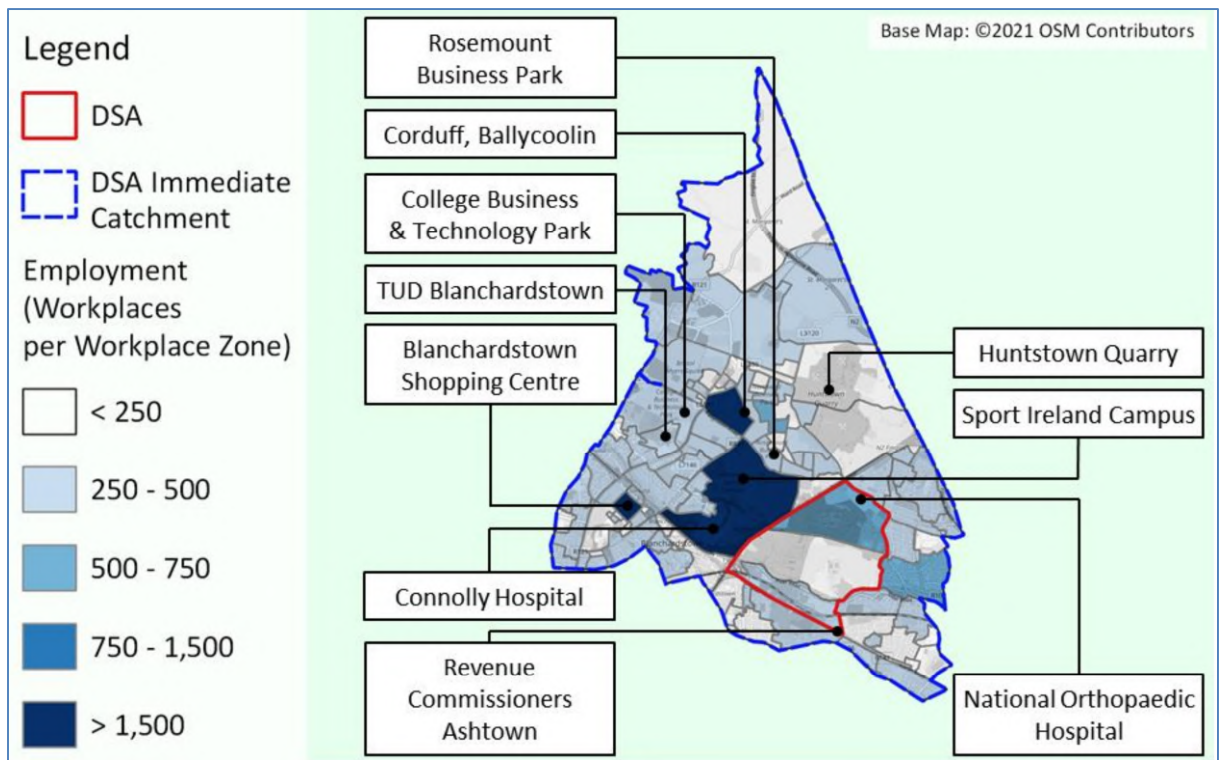 Legend
DSA
DSA Immediate
Catchment
Employment
(Workplaces
per Workplace Zone)
< 250
250 - 500
500 - 750
750 - 1,500
> 1,500
Base Map: ©2021 OSM Contributors
Rosemount
Business Park
Corduff, Ballycoolin
College Business
& Technology Park
TUD Blanchardstown
Blanchardstown
Shopping Centre
Connolly Hospital
Revenue
Commissioners
Ashtown
Huntstown Quarry
Sport Ireland Campus
National Orthopaedic
Hospital